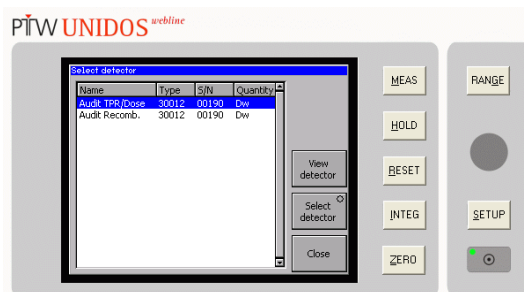 PTW UNIDOS webline
Select detector
Name Type S/N Quantity
Audit TPR/Dose 30012 00190 Dw
Audit Recomb. 30012 00190 Dw
View
detector
Select
detector
Close
MEAS
HOLD
RESET
INTEG
ZERO
RANGE
SETUP